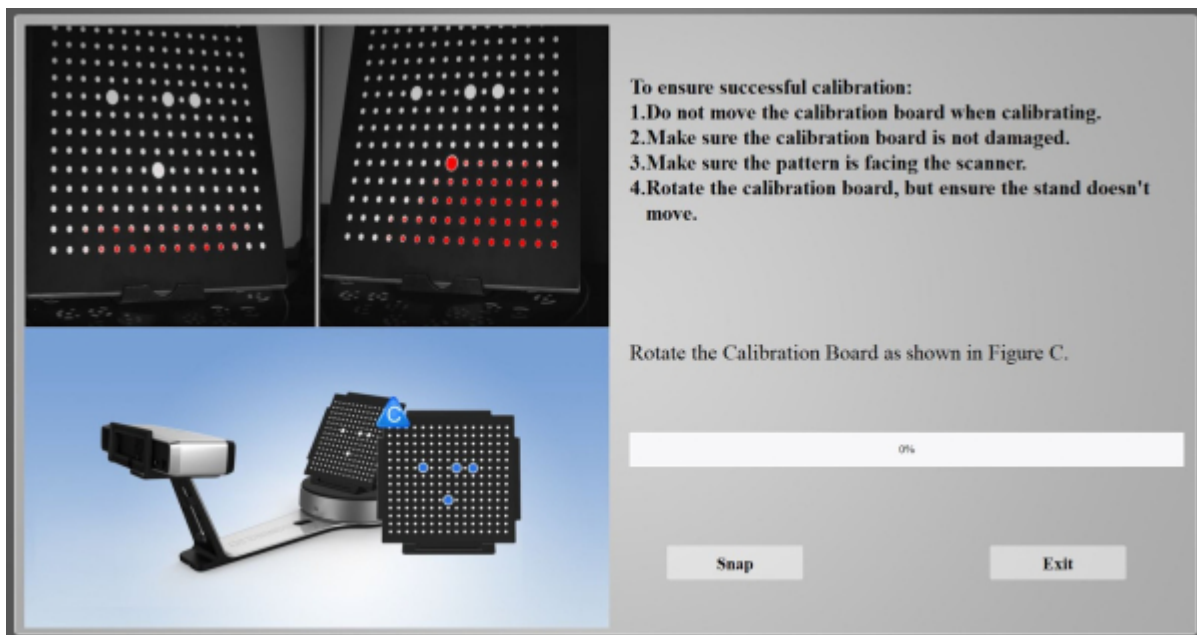 To ensure successful calibration:
1.Do not move the calibration board when calibrating.
2.Make sure the calibration board is not damaged.
3.Make sure the pattern is facing the scanner.
4.Rotate the calibration board, but ensure the stand doesn't
move.
Rotate the Calibration Board as shown in Figure C.
C
0%
Snap
Exit